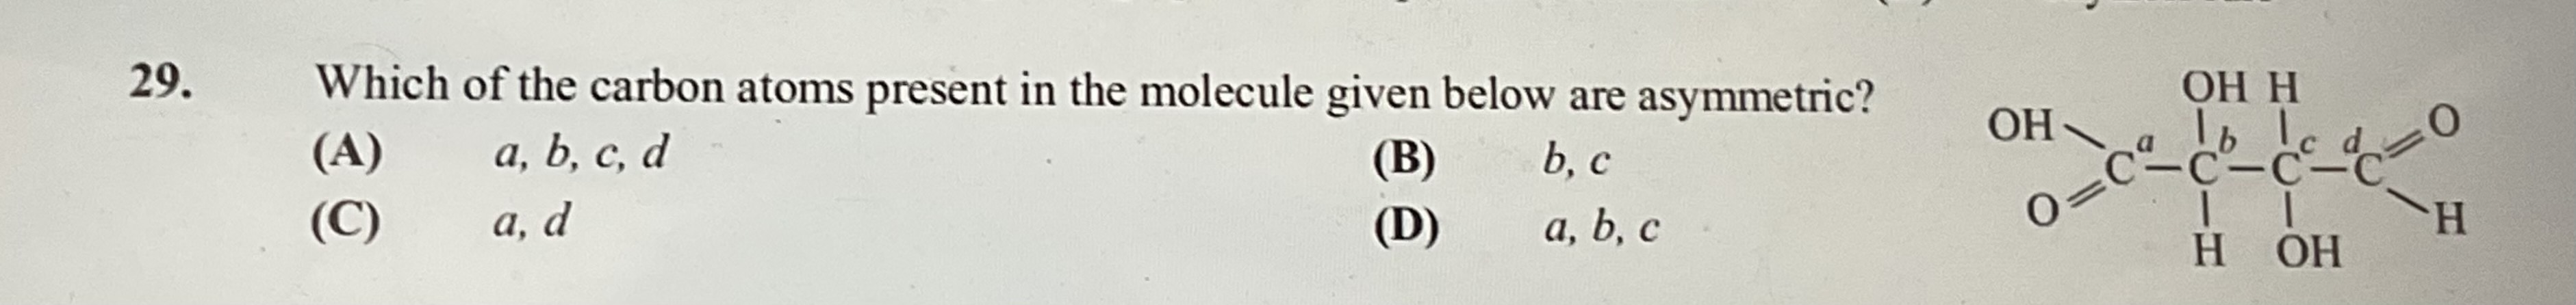 29. Which of the carbon atoms present in the molecule given below are asymmetric?
(A) a, b, c, d (B) b, c
(C) a, d (D) a, b, c
OH H
OH a b c d O
C–C–C–C
O H
H OH